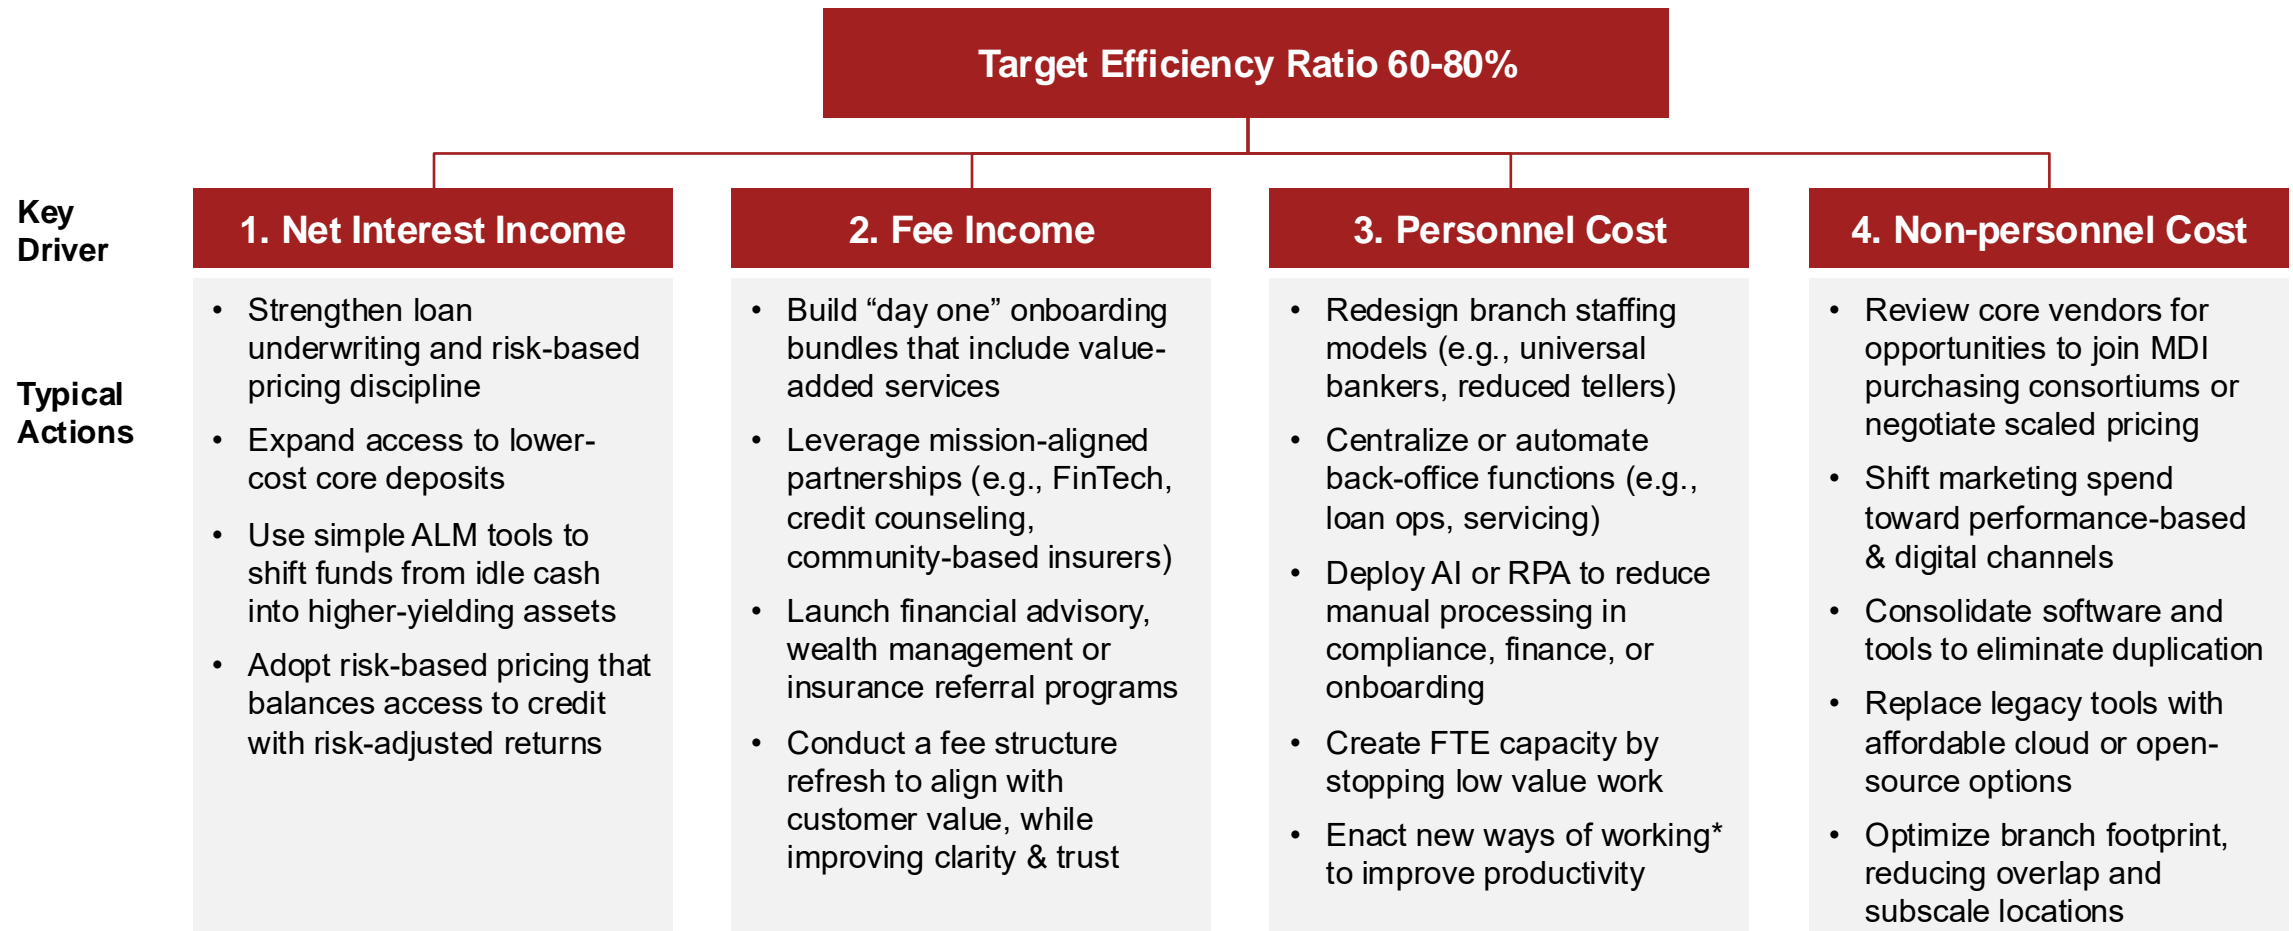 Target Efficiency Ratio 60-80%
Key
Driver
1. Net Interest Income
2. Fee Income
3. Personnel Cost
4. Non-personnel Cost
Typical
Actions
• Strengthen loan
underwriting and risk-based
pricing discipline
• Expand access to lower-
cost core deposits
• Use simple ALM tools to
shift funds from idle cash
into higher-yielding assets
• Adopt risk-based pricing that
balances access to credit
with risk-adjusted returns
• Build “day one” onboarding
bundles that include value-
added services
• Leverage mission-aligned
partnerships (e.g., FinTech,
credit counseling,
community-based insurers)
• Launch financial advisory,
wealth management or
insurance referral programs
• Conduct a fee structure
refresh to align with
customer value, while
improving clarity & trust
• Redesign branch staffing
models (e.g., universal
bankers, reduced tellers)
• Centralize or automate
back-office functions (e.g.,
loan ops, servicing)
• Deploy AI or RPA to reduce
manual processing in
compliance, finance, or
onboarding
• Create FTE capacity by
stopping low value work
• Enact new ways of working*
to improve productivity
• Review core vendors for
opportunities to join MDI
purchasing consortiums or
negotiate scaled pricing
• Shift marketing spend
toward performance-based
& digital channels
• Consolidate software and
tools to eliminate duplication
• Replace legacy tools with
affordable cloud or open-
source options
• Optimize branch footprint,
reducing overlap and
subscale locations